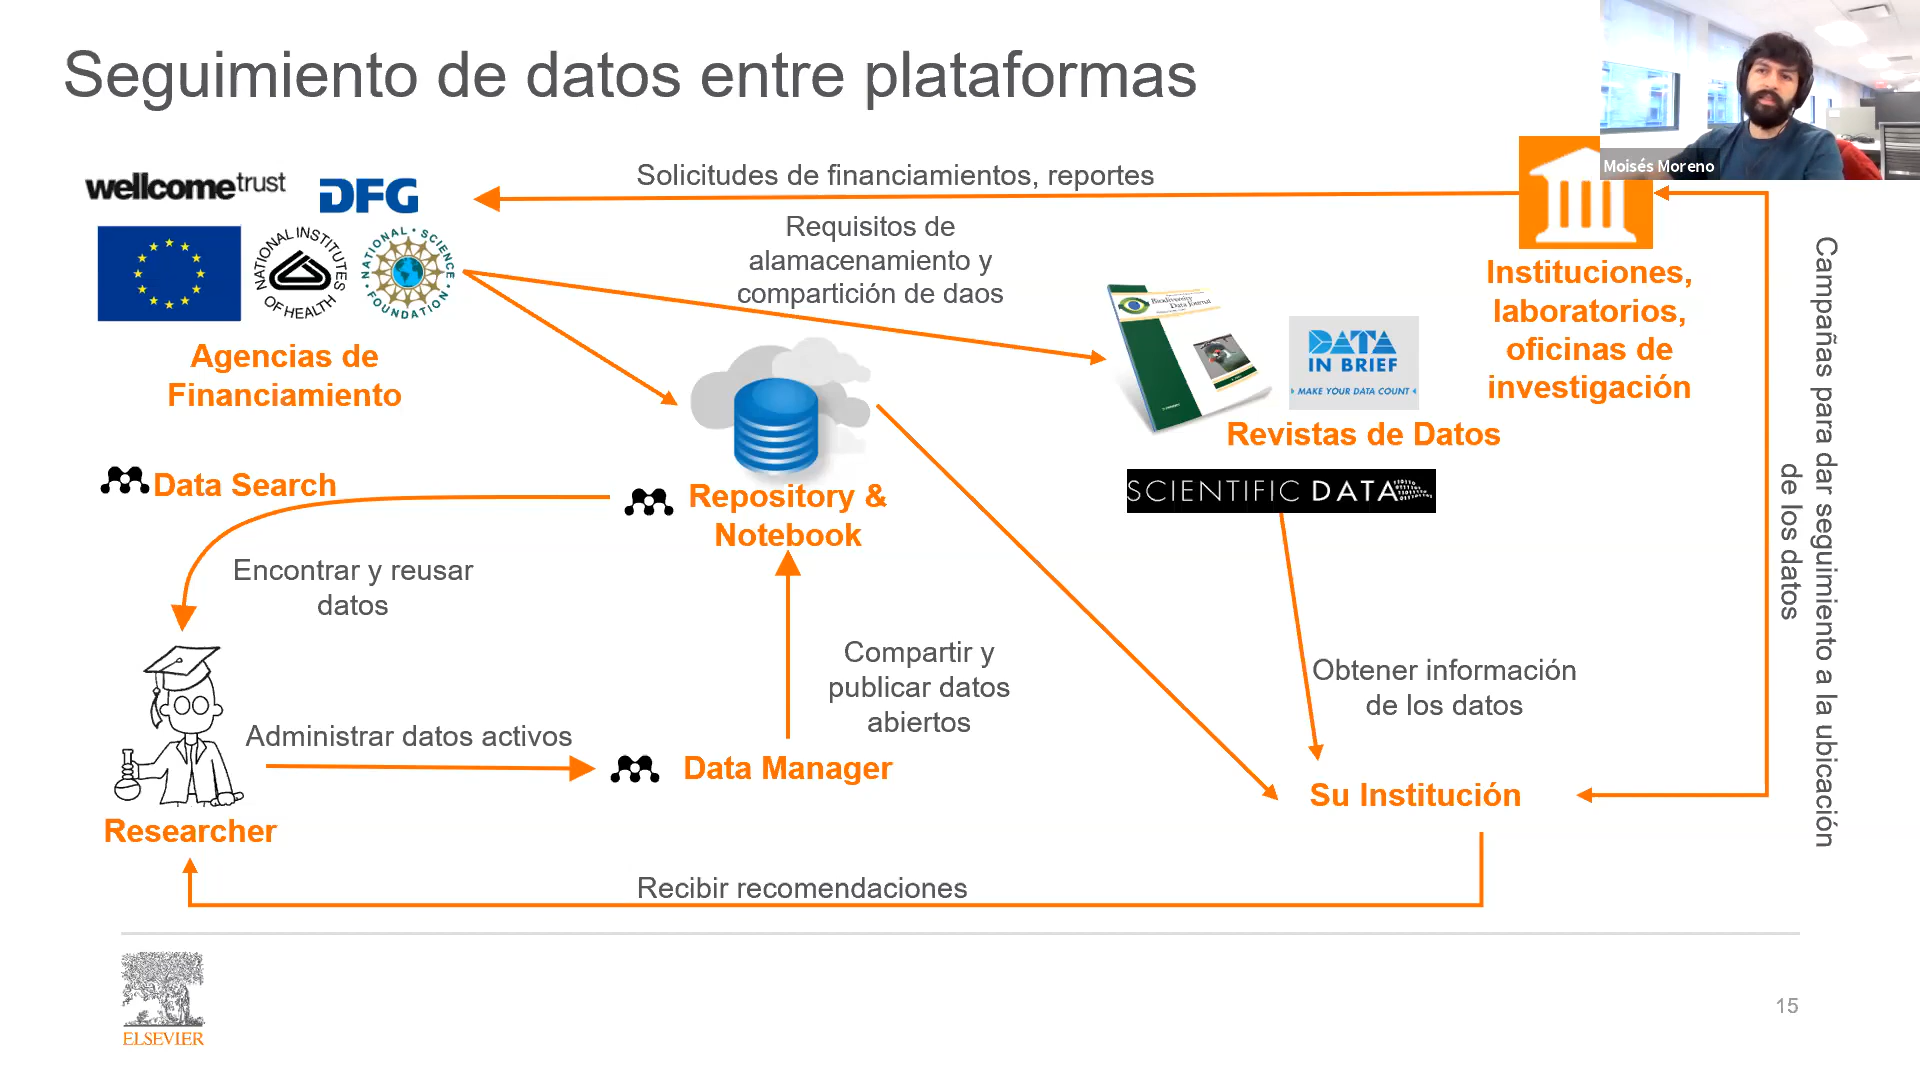 Seguimiento de datos entre plataformas
Moisés Moreno
wellcometrust
DFG
Solicitudes de financiamientos, reportes
NATIONAL INSTITUTES
OF HEALTH
NATIONAL • SCIENCE
FOUNDATION
Requisitos de
alamacenamiento y
compartición de daos
Agencias de
Financiamiento
Instituciones,
laboratorios,
oficinas de
investigación
Biodiversity
Data Journal
DATA
IN BRIEF
MAKE YOUR DATA COUNT
Revistas de Datos
SCIENTIFIC DATA
Campañas para dar seguimiento a la ubicación
de los datos
Data Search
Repository &
Notebook
Encontrar y reusar
datos
Compartir y
publicar datos
abiertos
Obtener información
de los datos
Administrar datos activos
Data Manager
Su Institución
Researcher
Recibir recomendaciones
ELSEVIER
15